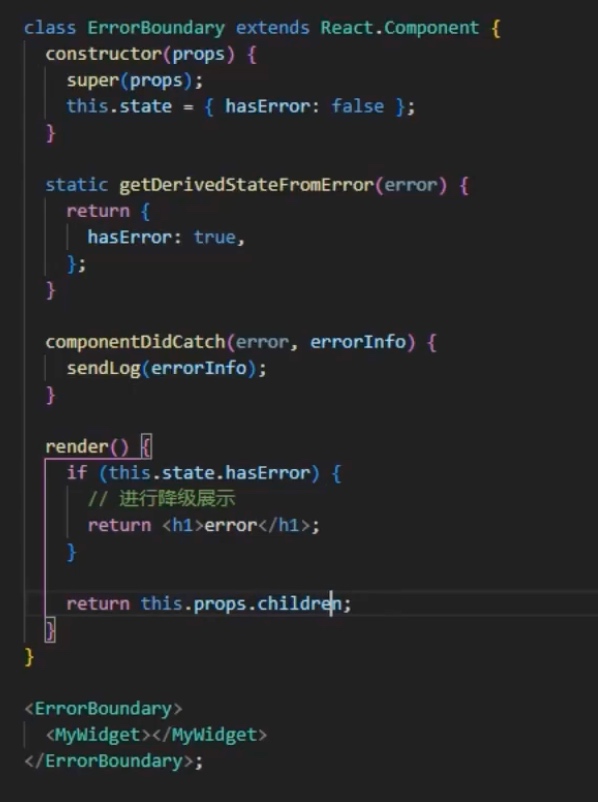 class ErrorBoundary extends React.Component {
  constructor(props) {
    super(props);
    this.state = { hasError: false };
  }
  static getDerivedStateFromError(error) {
    return {
      hasError: true,
    };
  }
  componentDidCatch(error, errorInfo) {
    sendLog(errorInfo);
  }
  render() {
    if (this.state.hasError) {
      // 进行降级展示
      return <h1>error</h1>;
    }
    return this.props.children;
  }
}
<ErrorBoundary>
  <MyWidget></MyWidget>
</ErrorBoundary>;